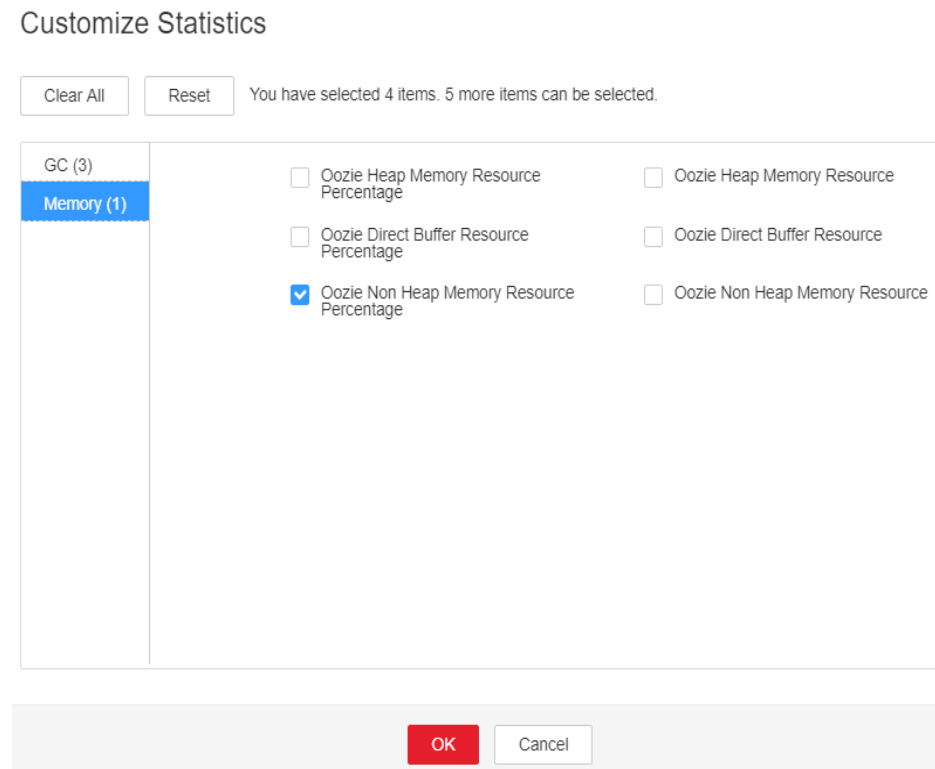 Customize Statistics
Clear All
Reset
You have selected 4 items. 5 more items can be selected.
GC (3)
Memory (1)
Oozie Heap Memory Resource
Percentage
Oozie Heap Memory Resource
Oozie Direct Buffer Resource
Percentage
Oozie Direct Buffer Resource
Oozie Non Heap Memory Resource
Percentage
Oozie Non Heap Memory Resource
OK
Cancel